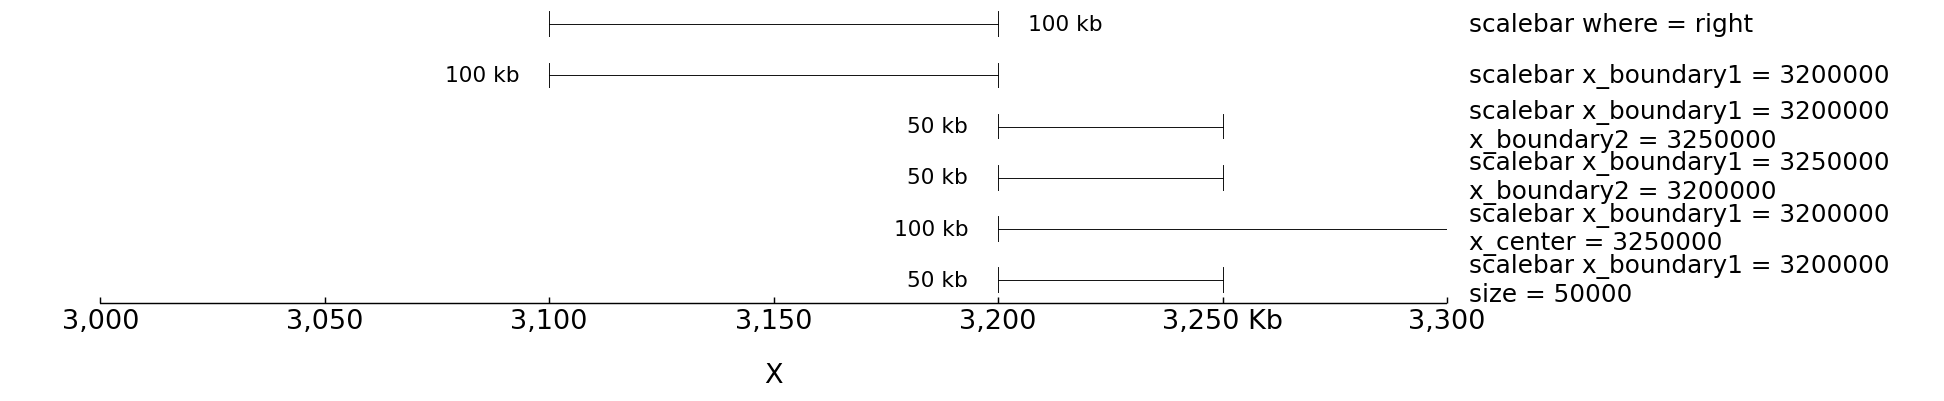 100 kb scalebar where = right
100 kb scalebar x_boundary1 = 3200000
50 kb scalebar x_boundary1 = 3200000
x_boundary2 = 3250000
50 kb scalebar x_boundary1 = 3250000
x_boundary2 = 3200000
100 kb scalebar x_boundary1 = 3200000
x_center = 3250000
50 kb scalebar x_boundary1 = 3200000
size = 50000
3,000 3,050 3,100 3,150 3,200 3,250 Kb 3,300
X